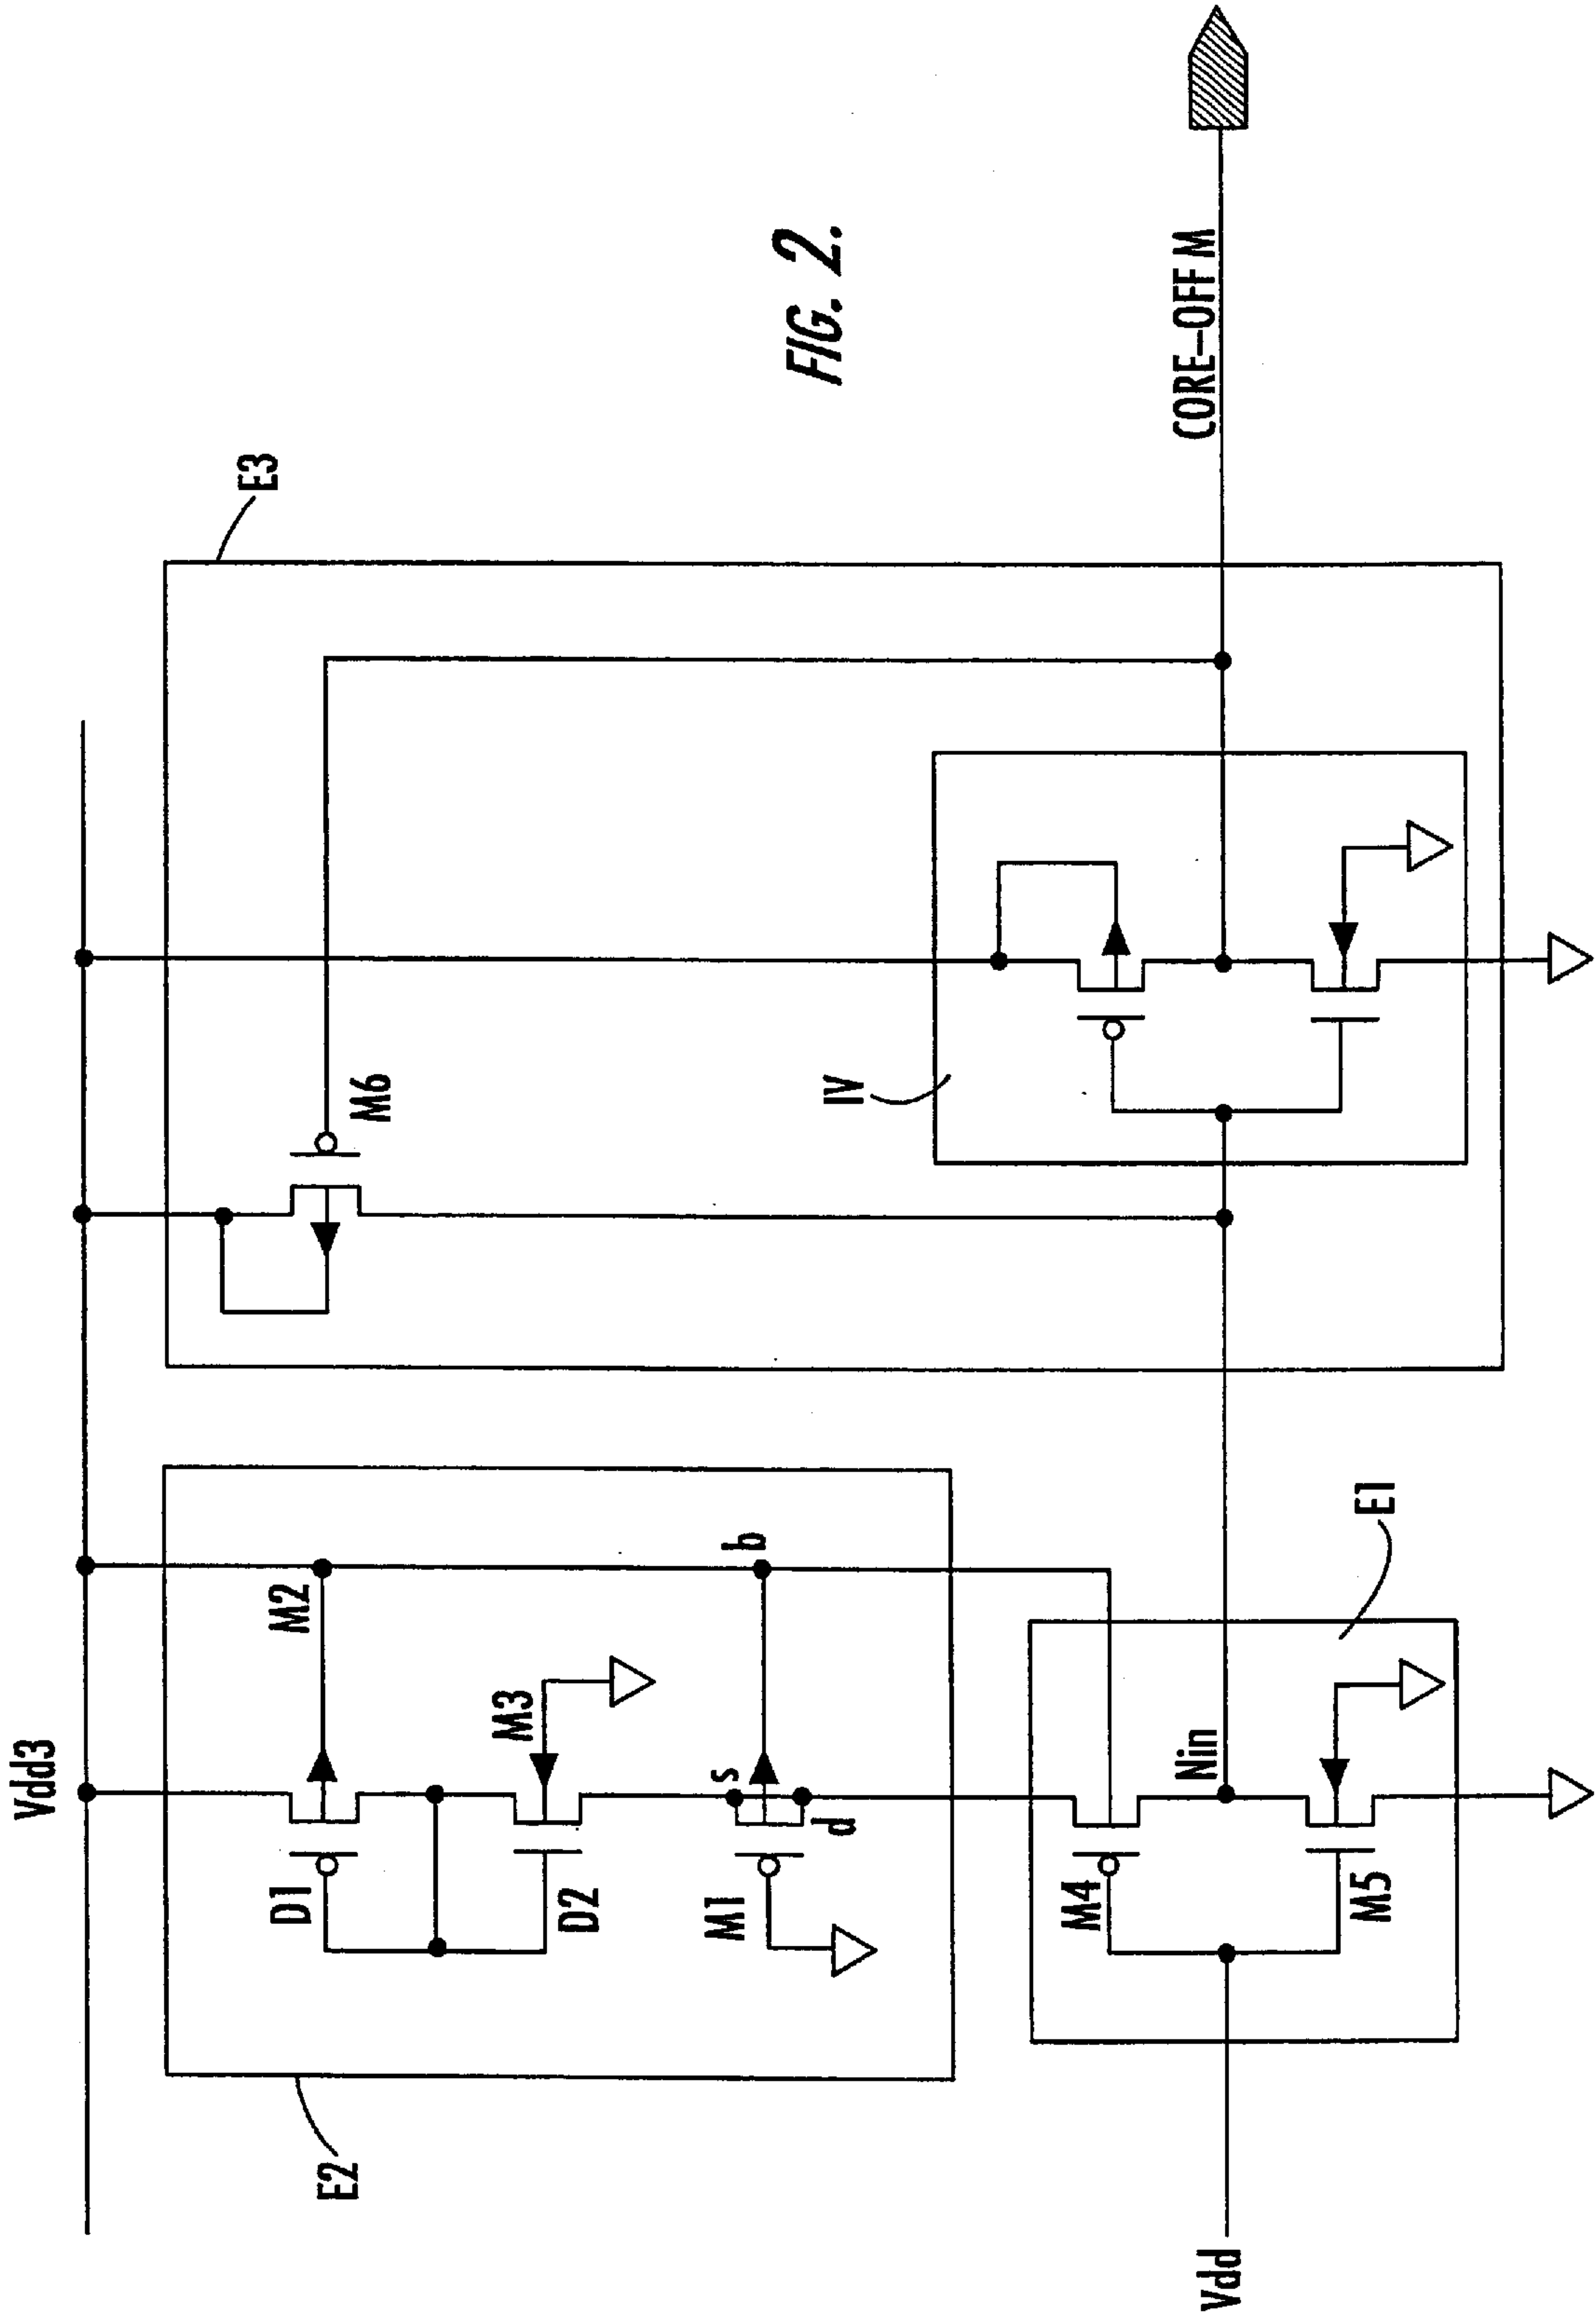 Vdd3
E3
M6
M2
D1
M3
D2
E2
s
b
d
M1
IV
FIG. 2.
M4
Nin
CORE–OFF M
M5
E1
Vdd